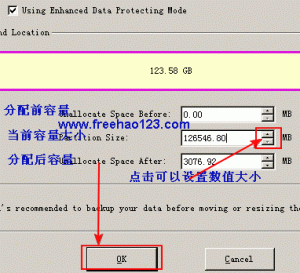 Using Enhanced Data Protecting Mode
nd Location
123.58 GB
分配前容量
allocate Space Before:
0.00
MB
www.freehao123.com
当前容量大小
Size:
126546.80
MB
分配后容量
allocate Space After:
3076.92
MB
点击可以设置数值大小
's recommended to backup your data before moving or resizing the
OK
Cancel